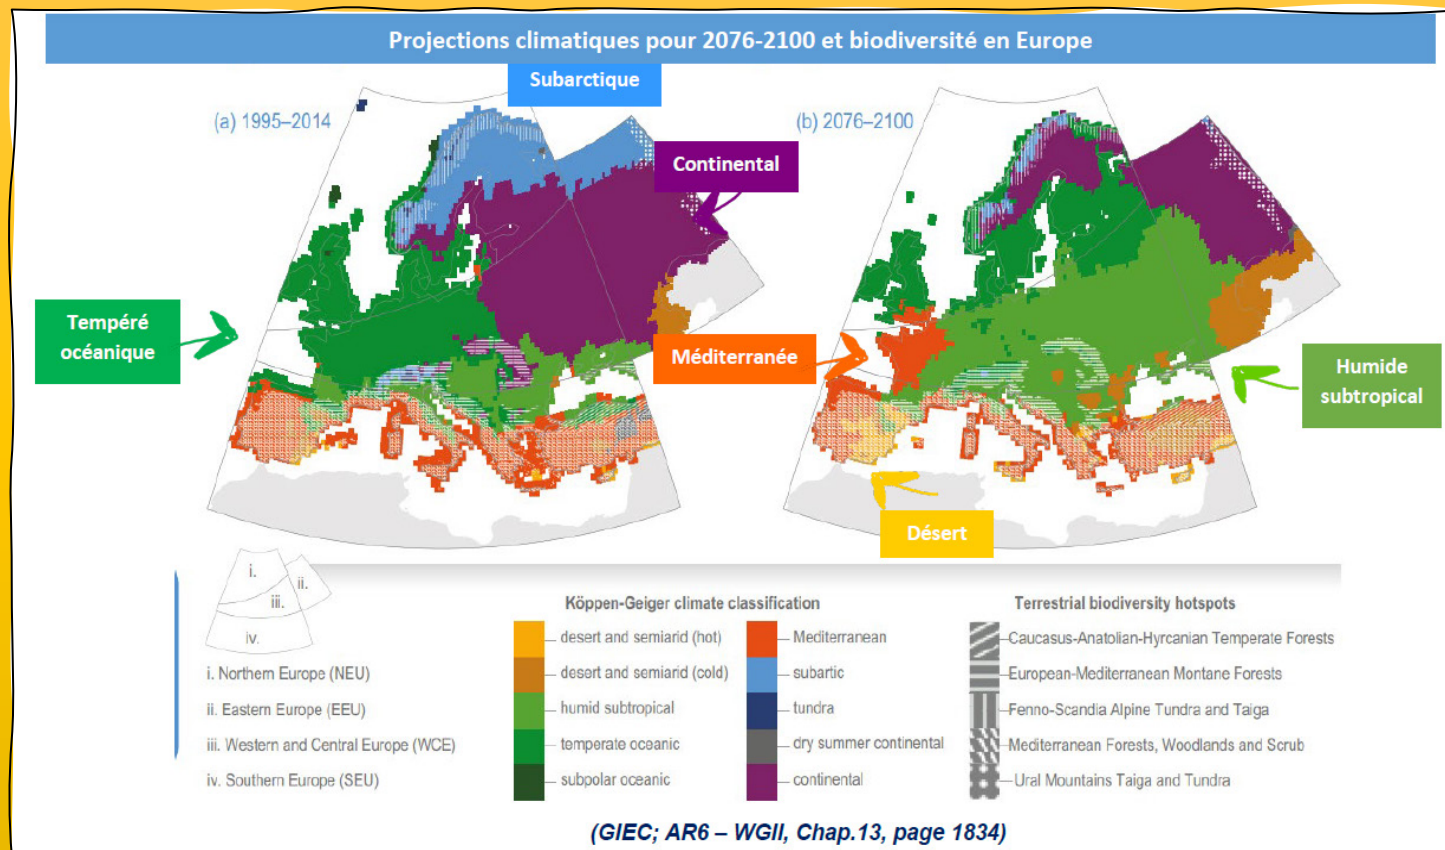 Projections climatiques pour 2076-2100 et biodiversité en Europe
Subarctique
(a) 1995–2014
(b) 2076–2100
Continental
Tempéré
océanique
Méditerranée
Humide
subtropical
Désert
i.
ii.
iii.
iv.
i. Northern Europe (NEU)
ii. Eastern Europe (EEU)
iii. Western and Central Europe (WCE)
iv. Southern Europe (SEU)
Köppen-Geiger climate classification
desert and semiarid (hot)
desert and semiarid (cold)
humid subtropical
temperate oceanic
subpolar oceanic
Mediterranean
subartic
tundra
dry summer continental
continental
Terrestrial biodiversity hotspots
Caucasus-Anatolian-Hyrcanian Temperate Forests
European-Mediterranean Montane Forests
Fenno-Scandia Alpine Tundra and Taiga
Mediterranean Forests, Woodlands and Scrub
Ural Mountains Taiga and Tundra
(GIEC; AR6 – WGII, Chap.13, page 1834)